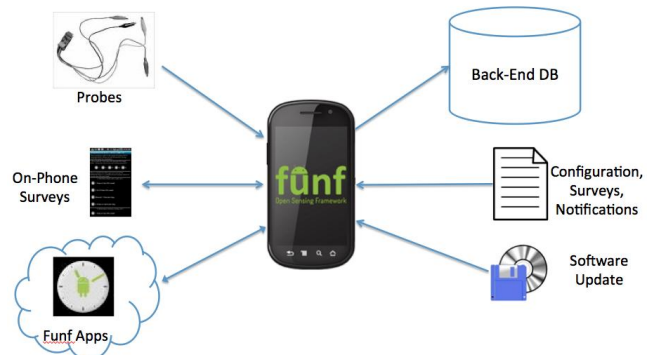 Probes
On-Phone
Surveys
Funf Apps
funf
Open Sensing Framework
Back-End DB
Configuration,
Surveys,
Notifications
Software
Update